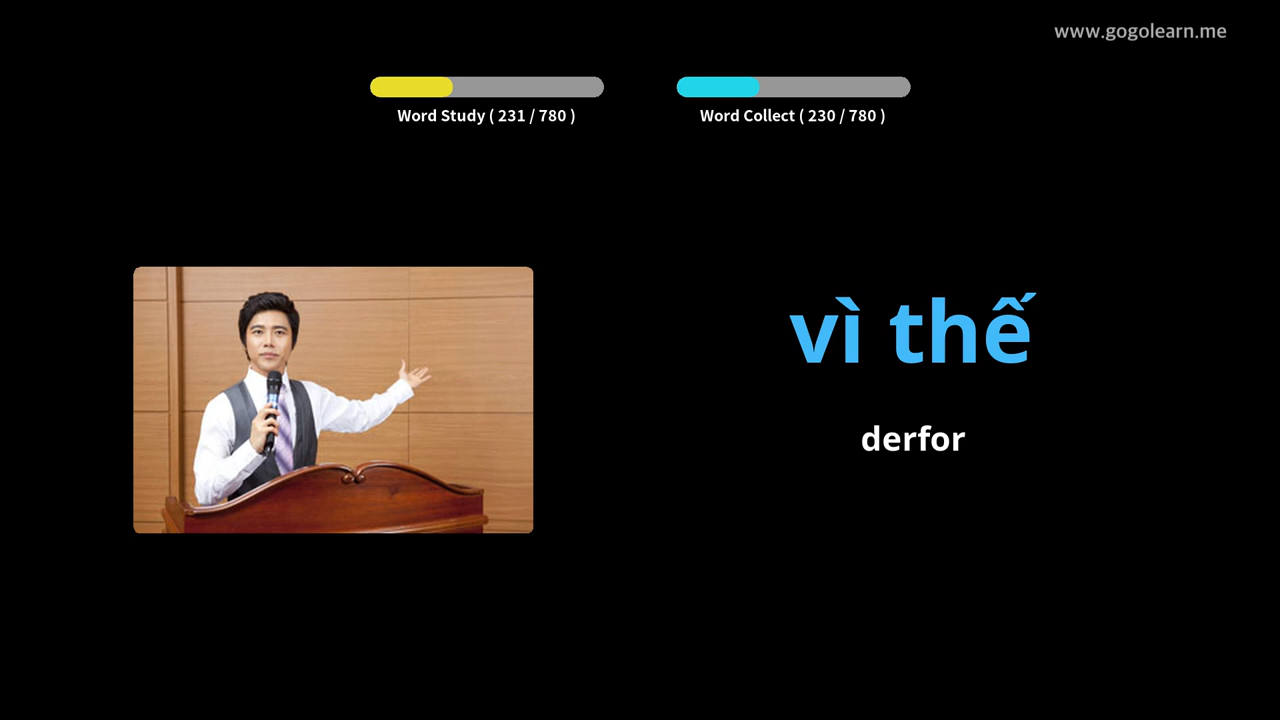 www.gogolearn.me
Word Study ( 231 / 780 )
Word Collect ( 230 / 780 )
vì thế
derfor